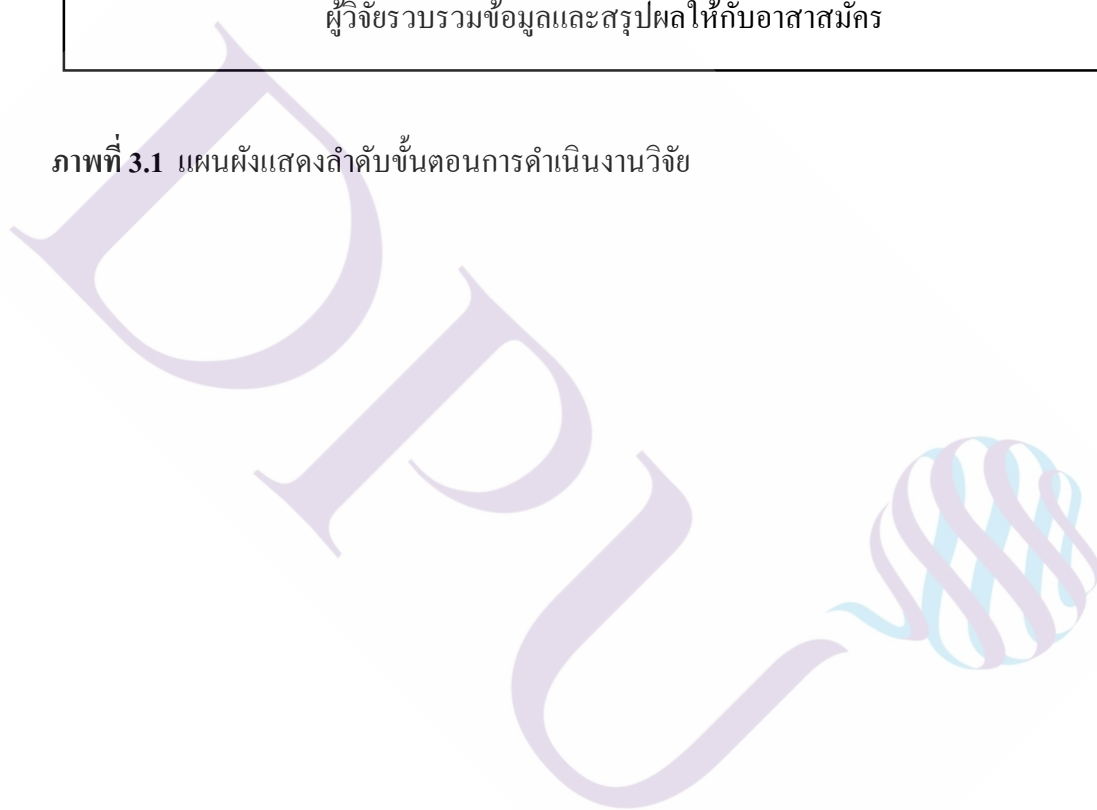 ผู้วิจัยรวบรวมข้อมูลและสรุปผลให้กับอาสาสมัคร
ภาพที่ 3.1 แผนผังแสดงลำดับขั้นตอนการดำเนินงานวิจัย
DPU